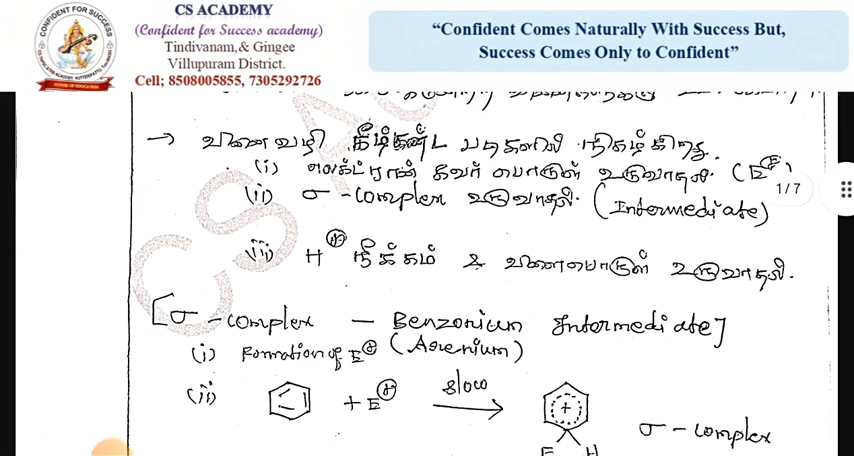 CS ACADEMY
(Confident for Success academy)
Tindivanam,& Gingee
Villupuram District.
Cell; 8508005855, 7305292726
“Confident Comes Naturally With Success But,
Success Comes Only to Confident”
→ வினைவழி கீழ்கண்ட படிகளில் நிகழ்கிறது.
(i) எலக்ட்ரான் கவர் பொருள் உருவாதல். (E⊕)
1/7
(ii) σ-complex உருவாதல். (Intermediate)
(iii) H⊕ நீக்கம் & வினைபொருள் உருவாதல்.
[σ-complex - Benzonium Intermediate]
(i) Formation of E⊕ (Arenium)
(ii) + E⊕ slow →
+
E H
σ-complex